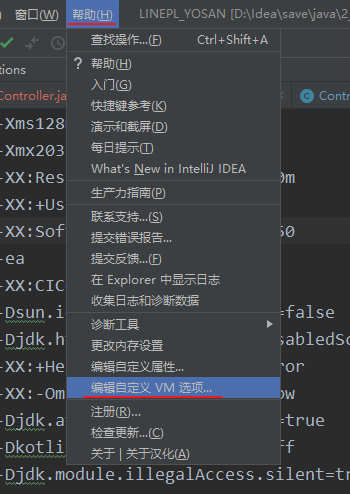 窗口(W) 帮助(H) LINEPL_YOSAN [D:\Idea\save\java\2_
查找操作...(F) Ctrl+Shift+A
ions
? 帮助(H)
Controller.ja
入门(G)
Contr
-Xms128
快捷键参考(K)
演示和截屏(D)
-Xmx203
每日提示(T)
-XX:Res
What's New in IntelliJ IDEA
0m
-XX:+Us
生产力指南(P)
-XX:Sof
联系支持...(S)
50
提交错误报告...
-ea
提交反馈...(F)
-XX:CIC
在 Explorer 中显示日志
收集日志和诊断数据
-Dsun.i
=false
诊断工具
-Djdk.h
sabledSc
更改内存设置
-XX:+He
编辑自定义属性...
ror
-XX:-Om
编辑自定义 VM 选项...
ow
-Djdk.a
注册(R)...
=true
-Dkotli
检查更新...(C)
ff
关于 | 关于汉化(A)
-Djdk.module.illegalAccess.silent=tr